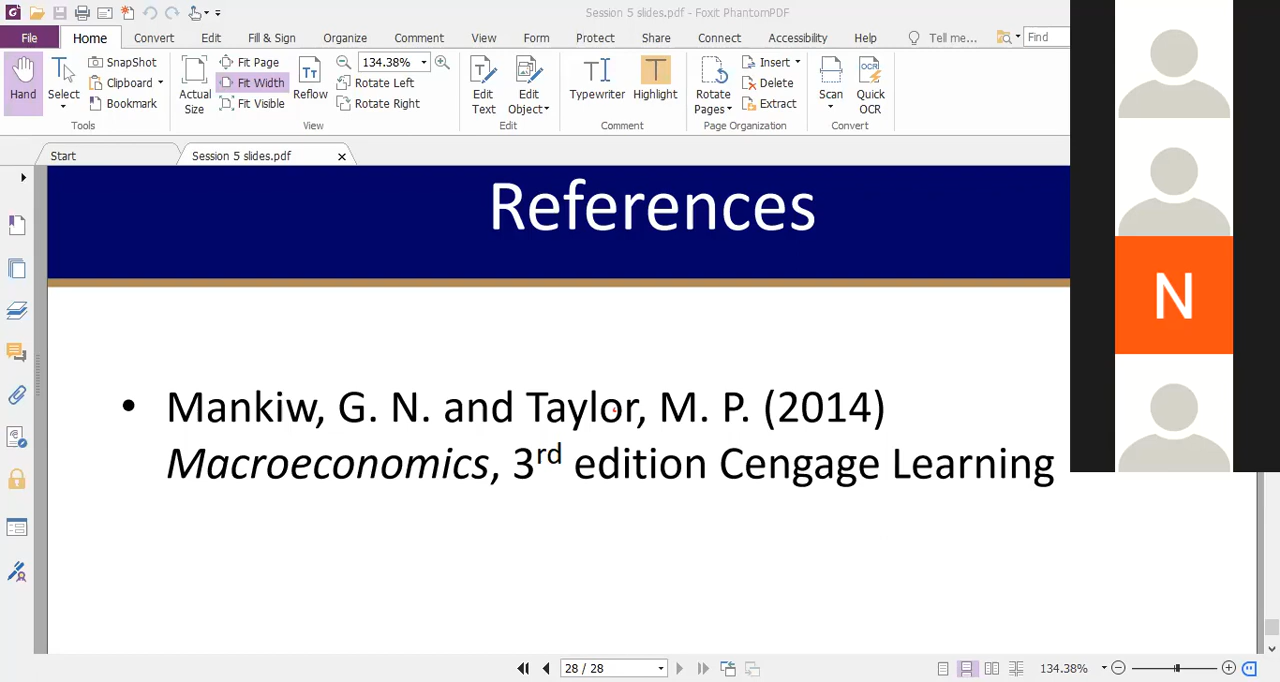 Session 5 slides.pdf - Foxit PhantomPDF
File Home Convert Edit Fill & Sign Organize Comment View Form Protect Share Connect Accessibility Help Tell me... Find
Hand
Select
SnapShot
Clipboard
Bookmark
Tools
Actual Size
Fit Page
Fit Width
Fit Visible
Reflow
134.38%
Rotate Left
Rotate Right
View
Edit Text
Edit Object
Edit
Typewriter
Highlight
Comment
Rotate Pages
Insert
Delete
Extract
Page Organization
Scan
Quick OCR
Convert
Start
Session 5 slides.pdf
References
N
• Mankiw, G. N. and Taylor, M. P. (2014)
Macroeconomics, 3rd edition Cengage Learning
28 / 28
134.38%